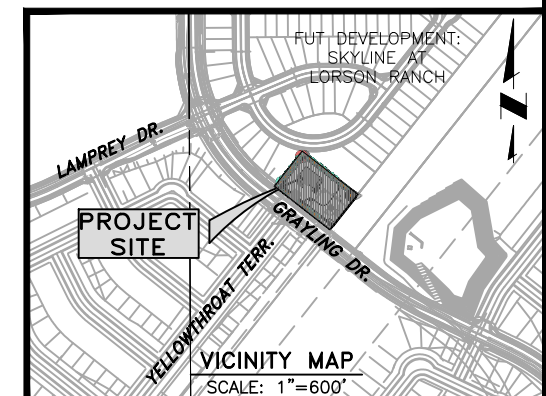 FUT DEVELOPMENT:
SKYLINE AT
LORSON RANCH
N
LAMPREY DR.
PROJECT
SITE
GRAYLING DR.
YELLOWTHROAT TERR.
VICINITY MAP
SCALE: 1"=600'